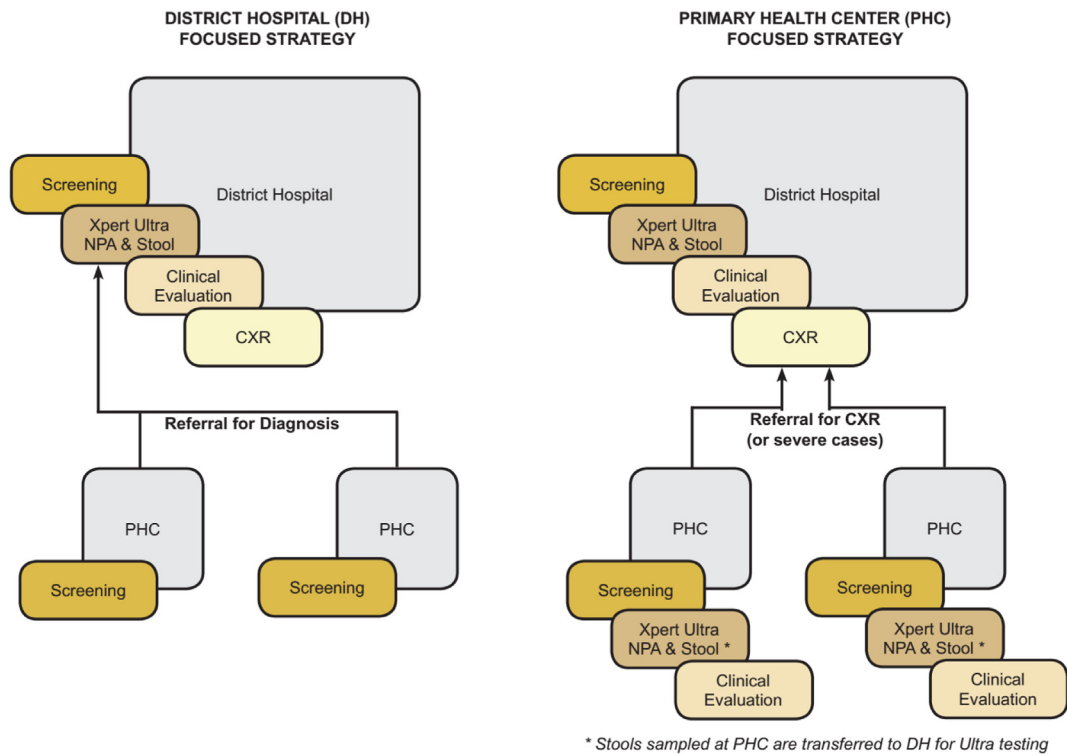 DISTRICT HOSPITAL (DH)
FOCUSED STRATEGY
District Hospital
Screening
Xpert Ultra
NPA & Stool
Clinical
Evaluation
CXR
Referral for Diagnosis
PHC
Screening
PHC
Screening
PRIMARY HEALTH CENTER (PHC)
FOCUSED STRATEGY
District Hospital
Screening
Xpert Ultra
NPA & Stool
Clinical
Evaluation
CXR
Referral for CXR
(or severe cases)
PHC
Screening
Xpert Ultra
NPA & Stool *
Clinical
Evaluation
PHC
Screening
Xpert Ultra
NPA & Stool *
Clinical
Evaluation
* Stools sampled at PHC are transferred to DH for Ultra testing